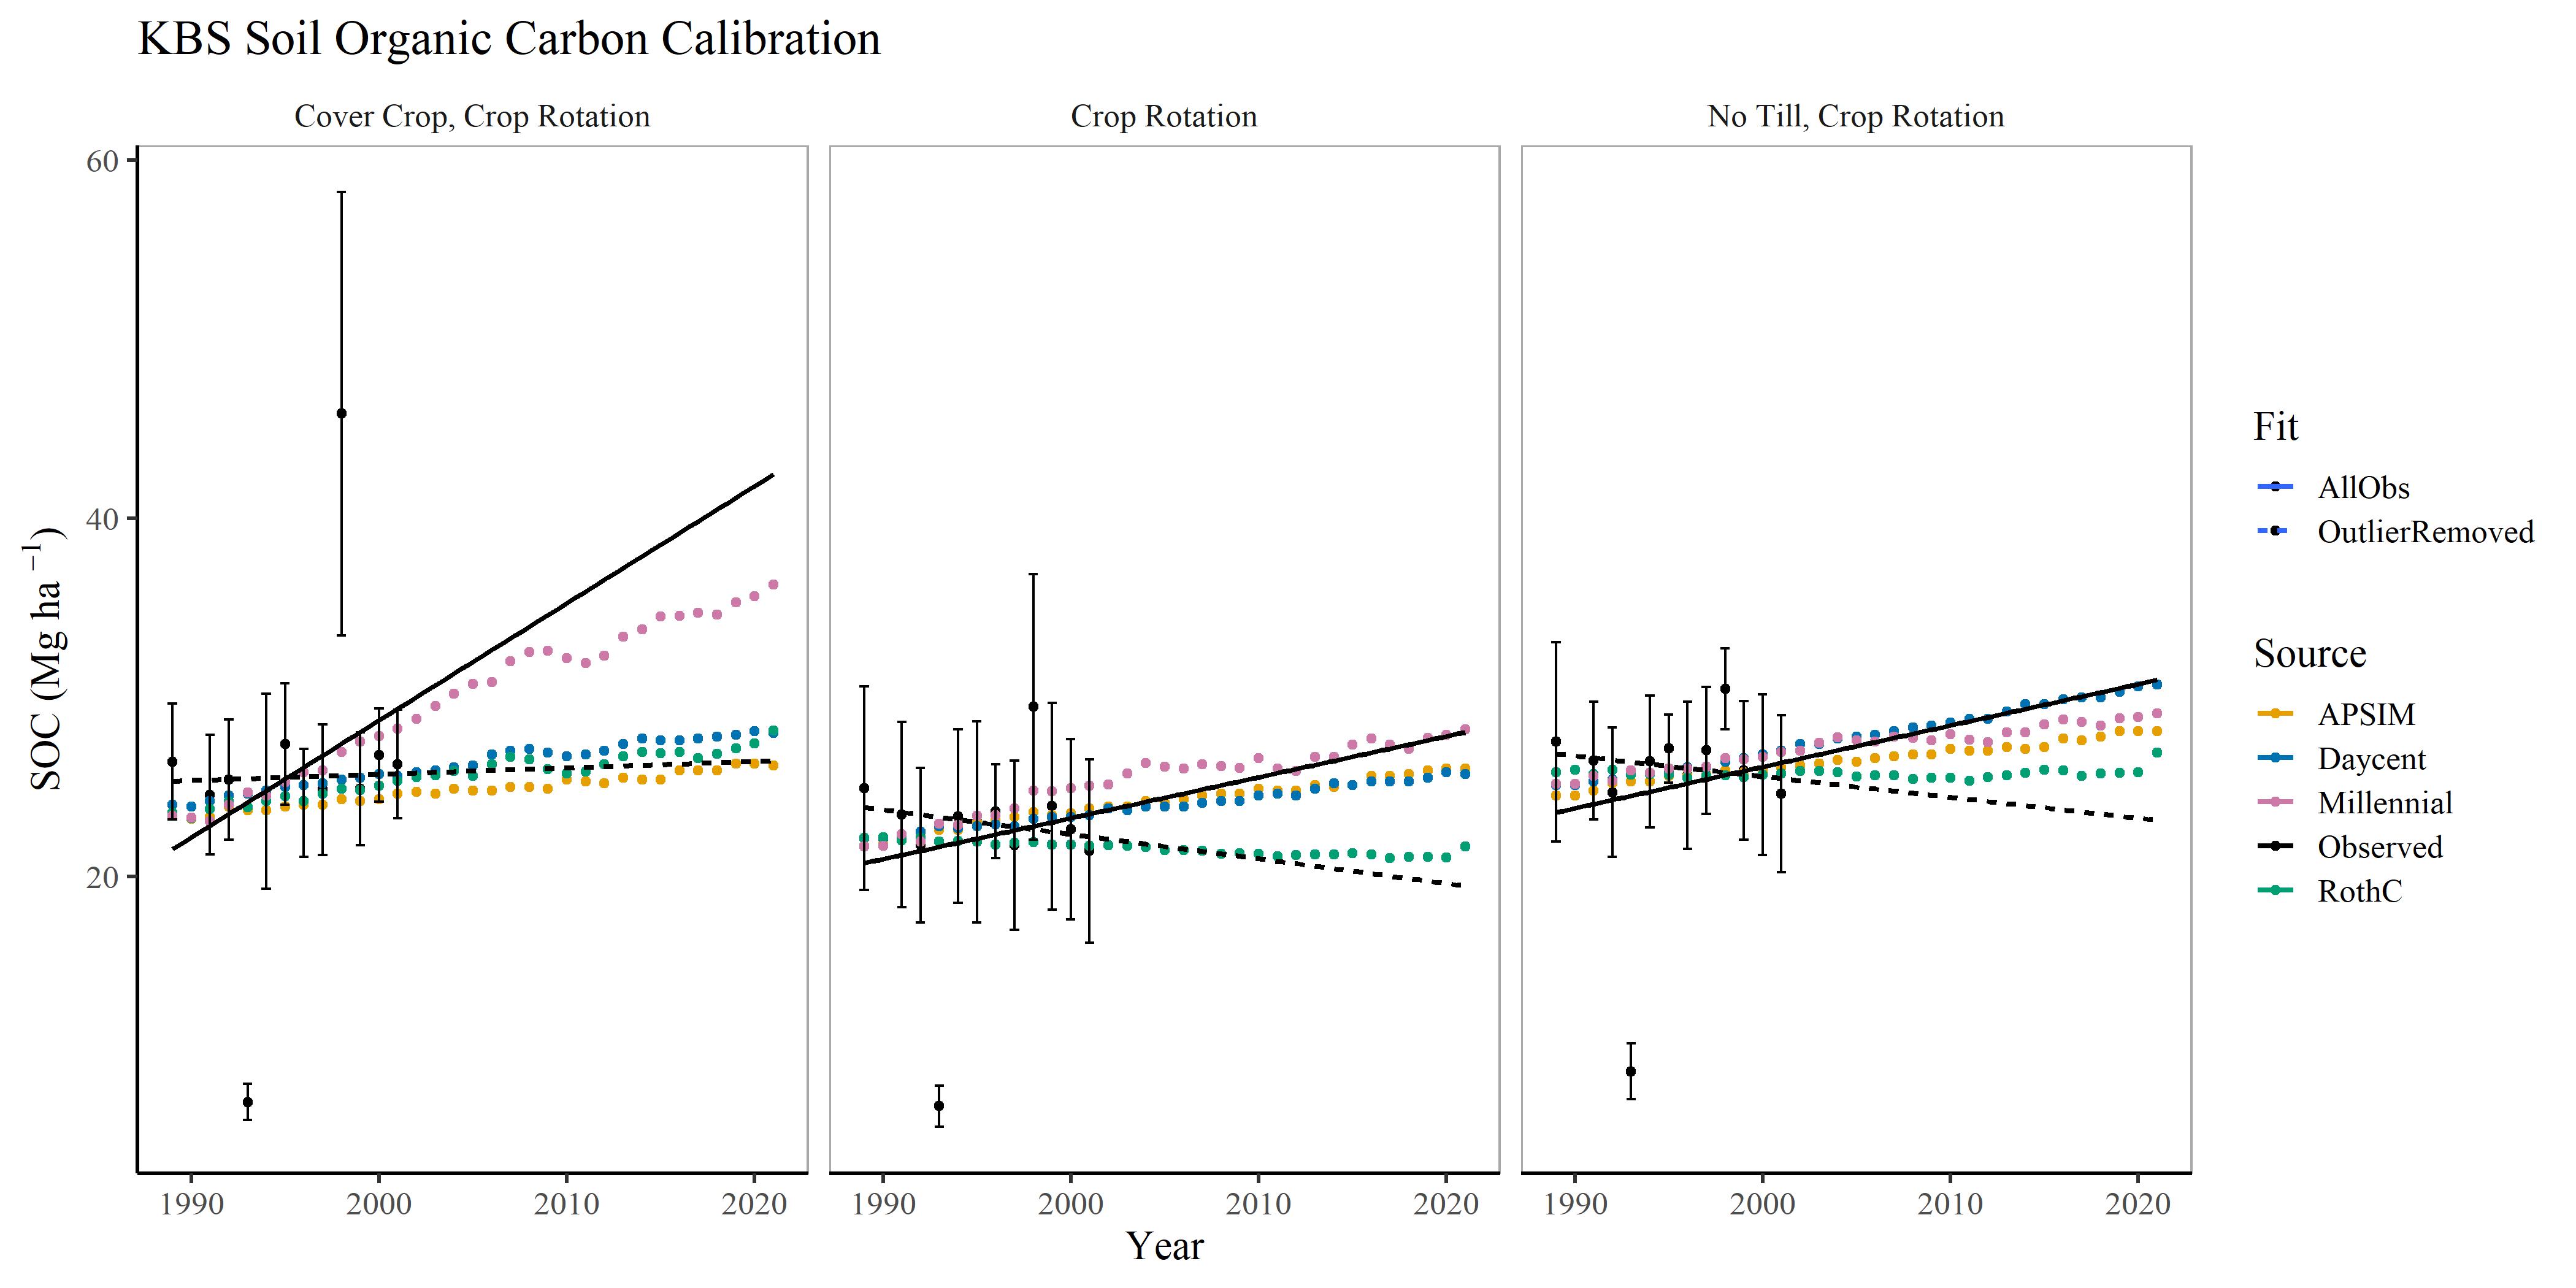 KBS Soil Organic Carbon Calibration
Cover Crop, Crop Rotation
Crop Rotation
No Till, Crop Rotation
60
40
20
SOC (Mg ha ⁻¹)
1990 2000 2010 2020
1990 2000 2010 2020
1990 2000 2010 2020
Year
Fit
AllObs
OutlierRemoved
Source
APSIM
Daycent
Millennial
Observed
RothC